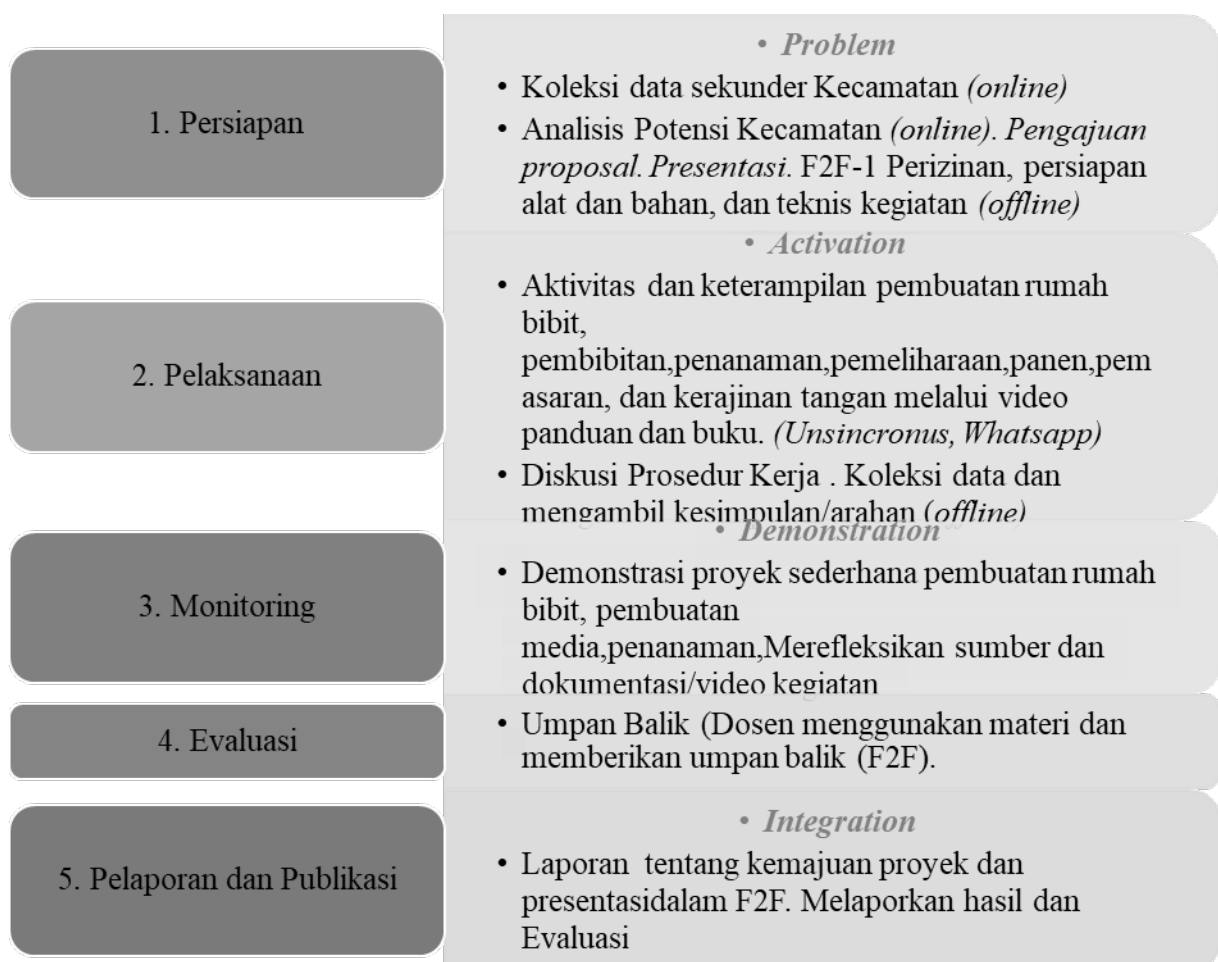 1. Persiapan
• Problem
• Koleksi data sekunder Kecamatan (online)
• Analisis Potensi Kecamatan (online). Pengajuan
proposal. Presentasi. F2F-1 Perizinan, persiapan
alat dan bahan, dan teknis kegiatan (offline)
2. Pelaksanaan
• Activation
• Aktivitas dan keterampilan pembuatan rumah
bibit,
pembibitan,penanaman,pemeliharaan,panen,pem
asaran, dan kerajinan tangan melalui video
panduan dan buku. (Unsincronus, Whatsapp)
• Diskusi Prosedur Kerja . Koleksi data dan
mengambil kesimpulan/arahan (offline)
3. Monitoring
• Demonstration
• Demonstrasi proyek sederhana pembuatan rumah
bibit, pembuatan
media,penanaman,Merefleksikan sumber dan
dokumentasi/video kegiatan
4. Evaluasi
• Umpan Balik (Dosen menggunakan materi dan
memberikan umpan balik (F2F).
5. Pelaporan dan Publikasi
• Integration
• Laporan tentang kemajuan proyek dan
presentasidalam F2F. Melaporkan hasil dan
Evaluasi